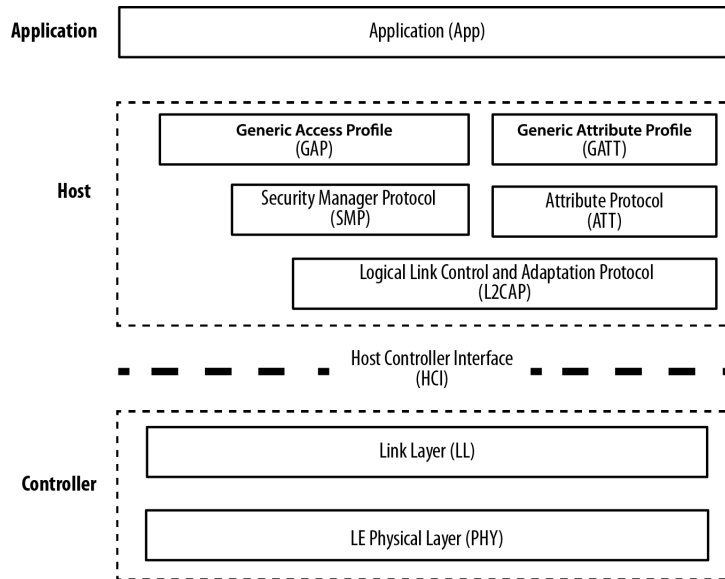 Application
Application (App)
Host
Generic Access Profile
(GAP)
Generic Attribute Profile
(GATT)
Security Manager Protocol
(SMP)
Attribute Protocol
(ATT)
Logical Link Control and Adaptation Protocol
(L2CAP)
Host Controller Interface
(HCI)
Controller
Link Layer (LL)
LE Physical Layer (PHY)